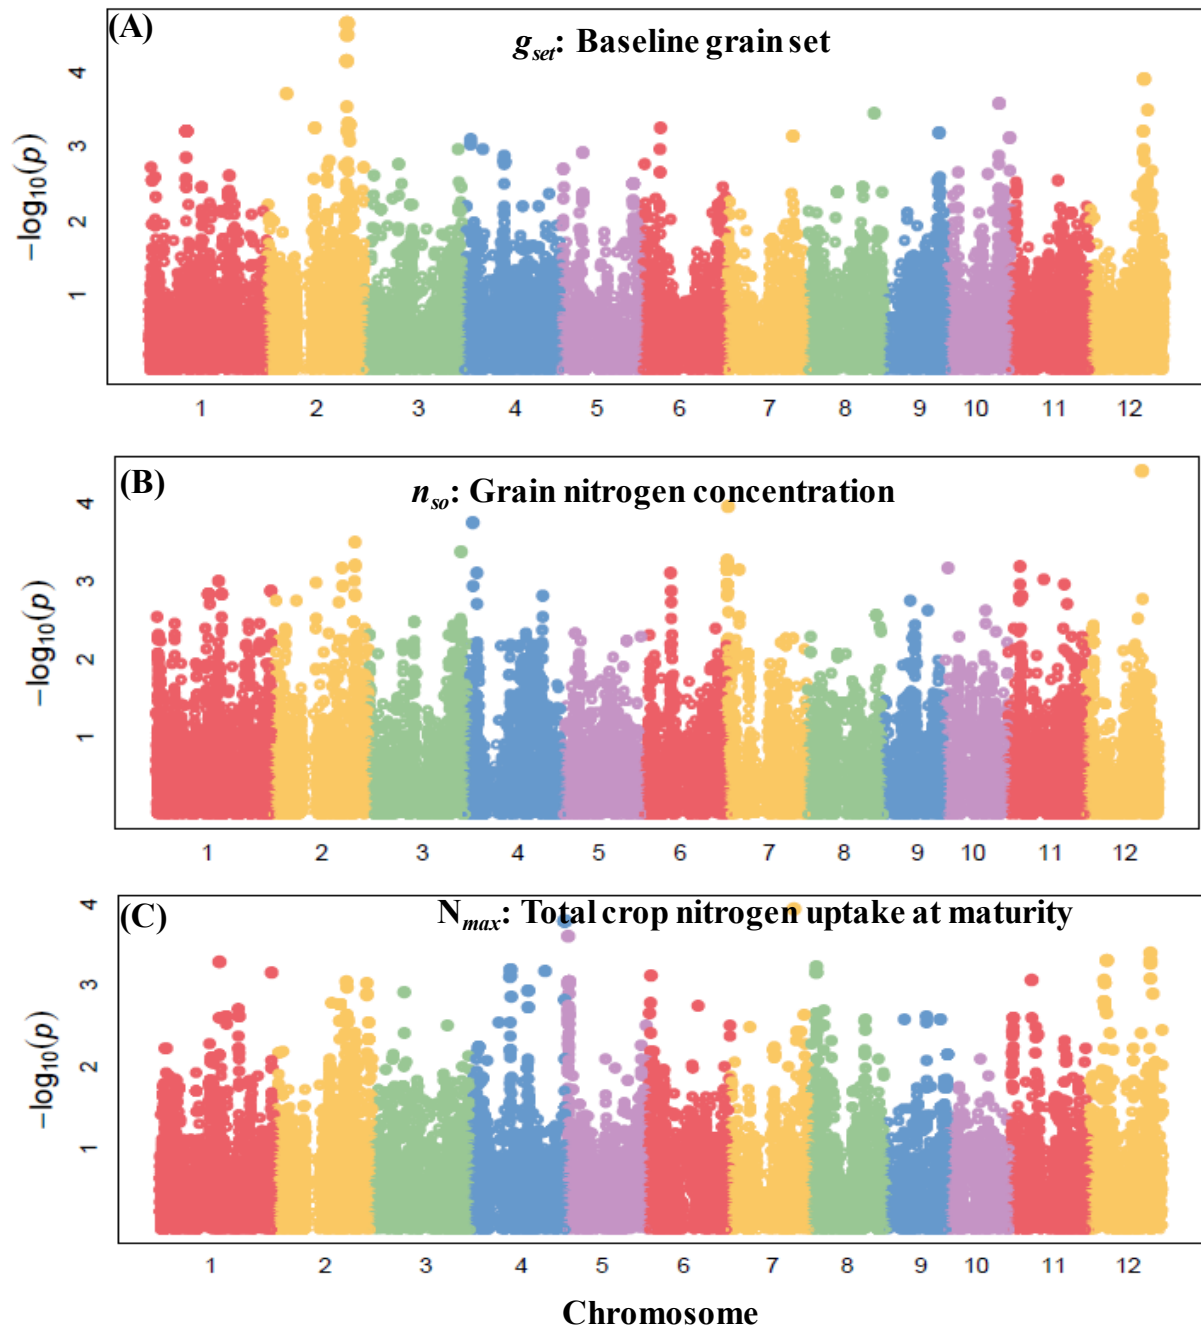 (A)
g_set: Baseline grain set
4
3
2
1
−log10(p)
1 2 3 4 5 6 7 8 9 10 11 12
(B)
n_so: Grain nitrogen concentration
4
3
2
1
−log10(p)
1 2 3 4 5 6 7 8 9 10 11 12
(C)
N_max: Total crop nitrogen uptake at maturity
4
3
2
1
−log10(p)
1 2 3 4 5 6 7 8 9 10 11 12
Chromosome